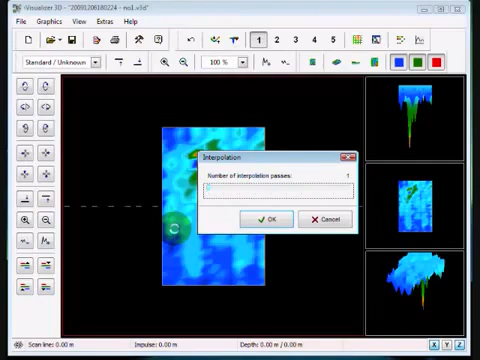 Visualizer 3D - "20091206180224 - no1.v3d"
File Graphics View Extras Help
1 2 3 4 5
Standard / Unknown 100 %
Interpolation
Number of interpolation passes: 1
OK Cancel
Scan line: 0.00 m Impulse: 0.00 m Depth: 0.00 m / 0.00 m X Y Z